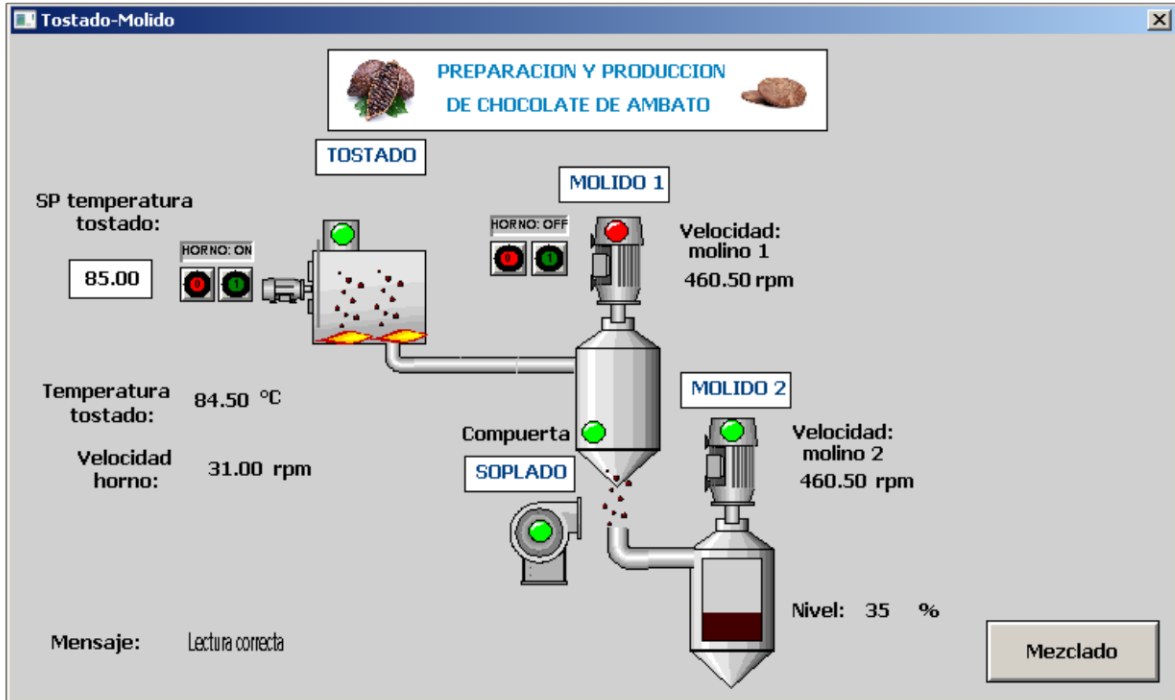 Tostado-Molido
PREPARACION Y PRODUCCION
DE CHOCOLATE DE AMBATO
TOSTADO
MOLIDO 1
SP temperatura
tostado:
HORNO: ON
HORNO: OFF
Velocidad:
molino 1
460.50 rpm
85.00
0
1
0
1
Temperatura
tostado:
84.50 °C
MOLIDO 2
Compuerta
Velocidad:
molino 2
460.50 rpm
Velocidad
horno:
31.00 rpm
SOPLADO
Nivel: 35 %
Mensaje: Lectura correcta
Mezclado